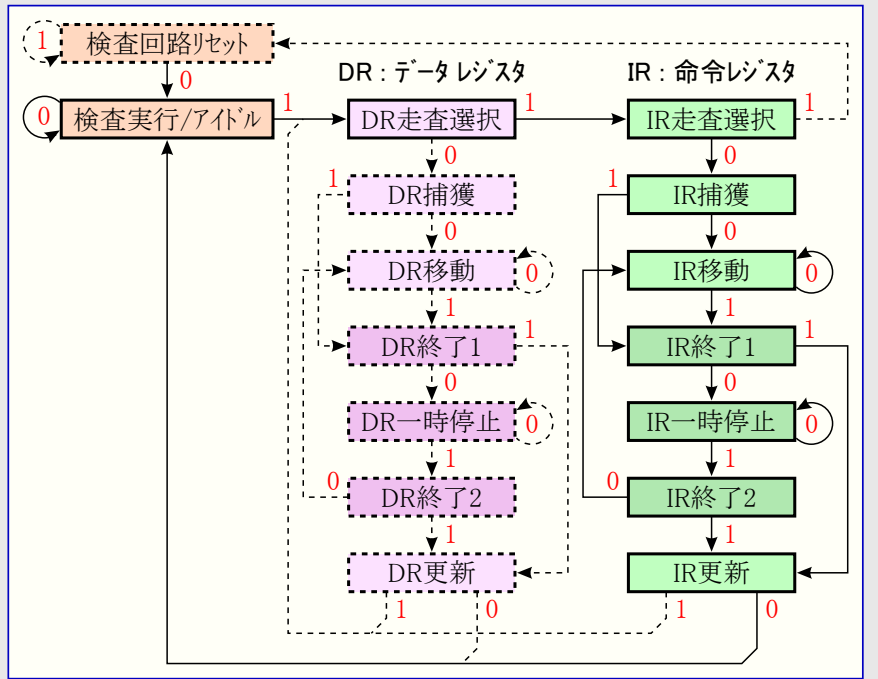 1
検査回路リセット
0
DR : データ レジスタ
IR : 命令レジスタ
0
検査実行/アイドル
1
DR走査選択
1
IR走査選択
1
0
0
1
DR捕獲
1
IR捕獲
0
0
DR移動
0
IR移動
0
1
1
DR終了1
1
IR終了1
1
0
0
DR一時停止
0
IR一時停止
0
1
1
0
DR終了2
0
IR終了2
1
1
DR更新
IR更新
1
0
1
0